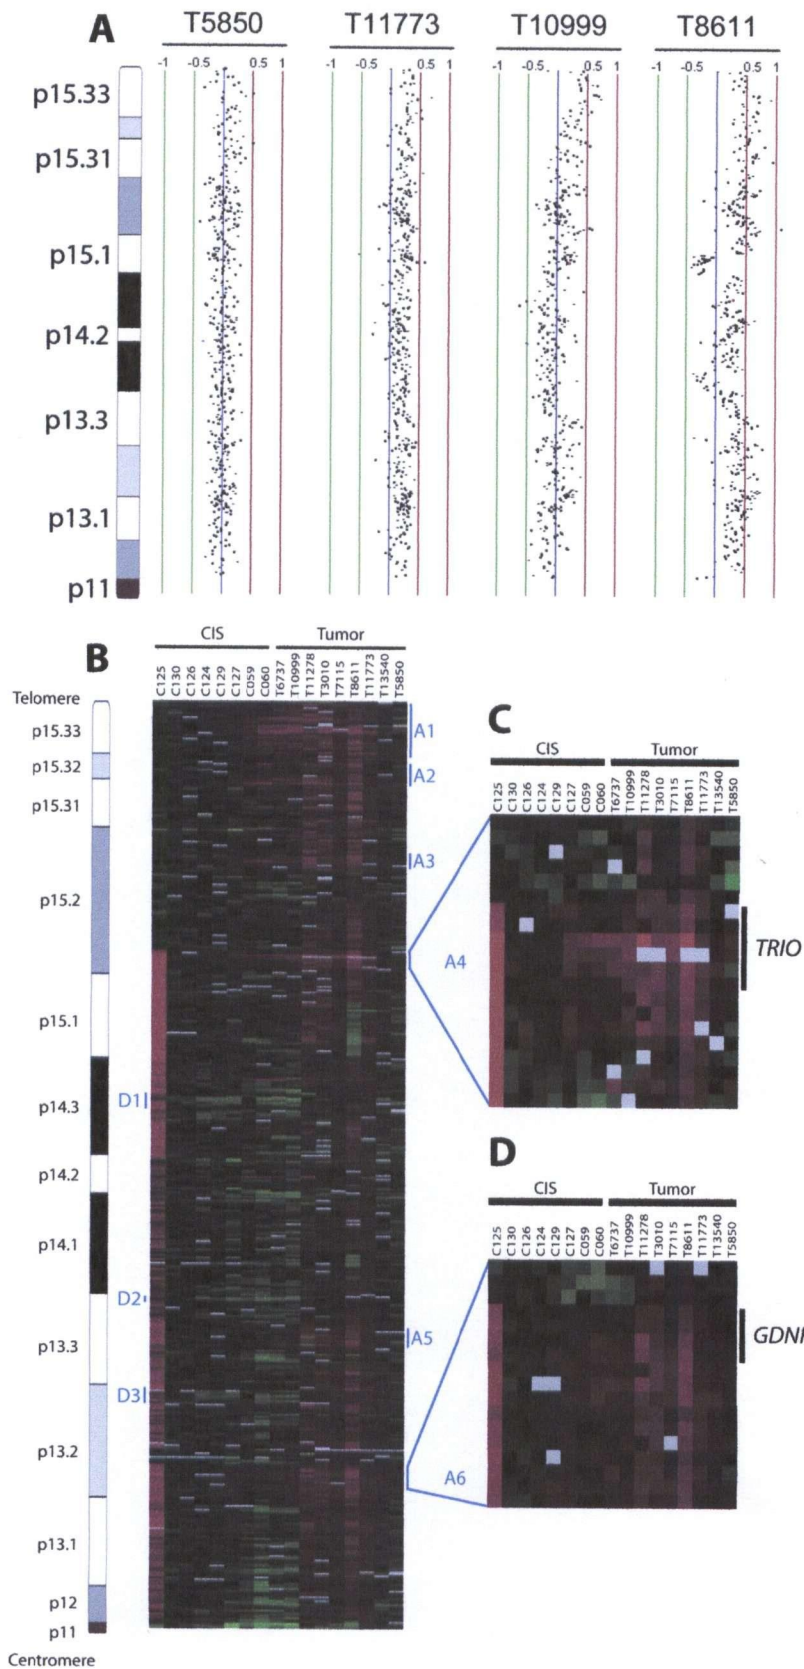 A
T5850 T11773 T10999 T8611
-1 -0.5 0.5 1 -1 -0.5 0.5 1 -1 -0.5 0.5 1 -1 -0.5 0.5 1
p15.33
p15.31
p15.1
p14.2
p13.3
p13.1
p11
B
CIS Tumor
C125 C130 C126 C124 C129 C127 C059 C060 T6737 T10999 T11278 T3010 T7115 T8611 T11773 T13540 T5850
Telomere
p15.33
p15.32
p15.31
p15.2
p15.1
p14.3
p14.2
p14.1
p13.3
p13.2
p13.1
p12
p11
Centromere
A1
A2
A3
A4
A5
A6
D1
D2
D3
C
CIS Tumor
C125 C130 C126 C124 C129 C127 C059 C060 T6737 T10999 T11278 T3010 T7115 T8611 T11773 T13540 T5850
TRIO
D
CIS Tumor
C125 C130 C126 C124 C129 C127 C059 C060 T6737 T10999 T11278 T3010 T7115 T8611 T11773 T13540 T5850